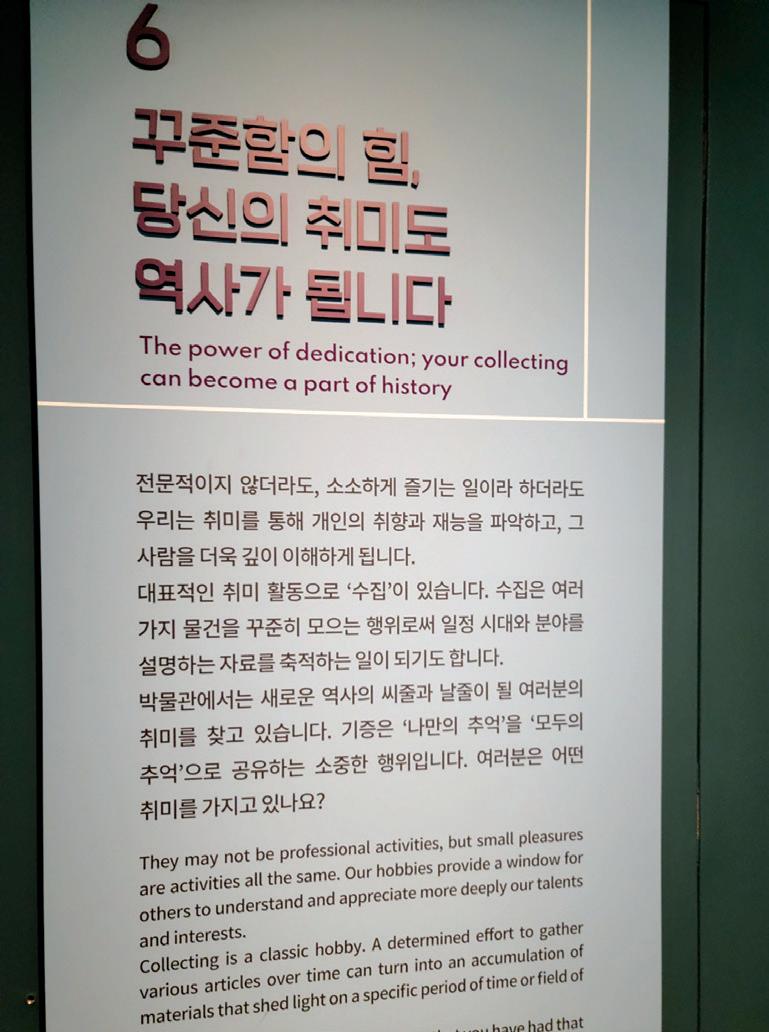 6
꾸준함의 힘,
당신의 취미도
역사가 됩니다
The power of dedication; your collecting
can become a part of history
전문적이지 않더라도, 소소하게 즐기는 일이라 하더라도
우리는 취미를 통해 개인의 취향과 재능을 파악하고, 그
사람을 더욱 깊이 이해하게 됩니다.
대표적인 취미 활동으로 ‘수집’이 있습니다. 수집은 여러
가지 물건을 꾸준히 모으는 행위로써 일정 시대와 분야를
설명하는 자료를 축적하는 일이 되기도 합니다.
박물관에서는 새로운 역사의 씨줄과 날줄이 될 여러분의
취미를 찾고 있습니다. 기증은 ‘나만의 추억’을 ‘모두의
추억’으로 공유하는 소중한 행위입니다. 여러분은 어떤
취미를 가지고 있나요?
They may not be professional activities, but small pleasures
are activities all the same. Our hobbies provide a window for
others to understand and appreciate more deeply our talents
and interests.
Collecting is a classic hobby. A determined effort to gather
various articles over time can turn into an accumulation of
materials that shed light on a specific period of time or field of
you have had that